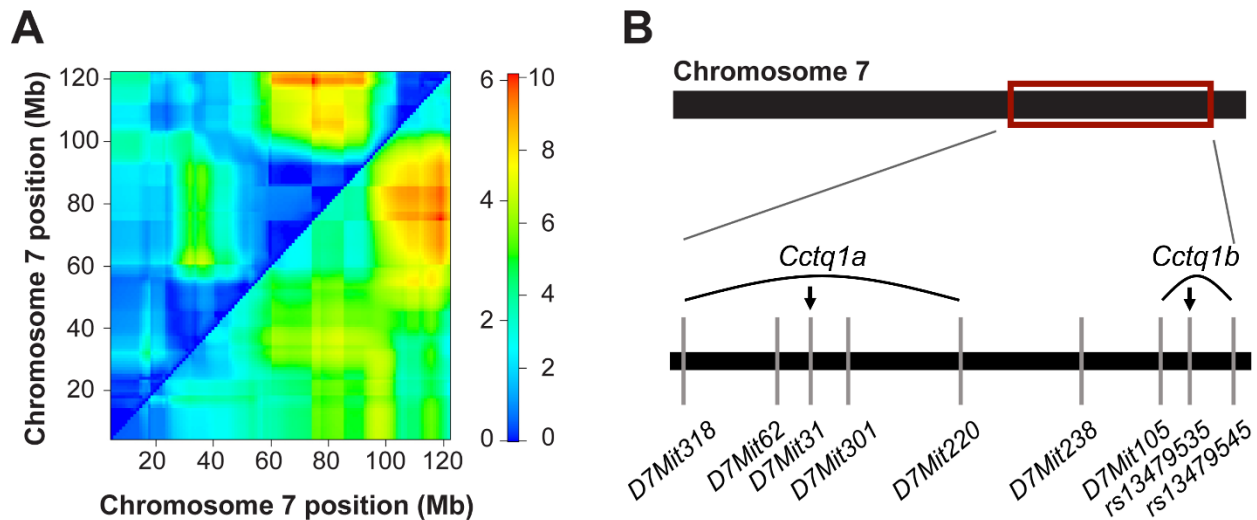 A
Chromosome 7 position (Mb)
120
100
80
60
40
20
20 40 60 80 100 120
Chromosome 7 position (Mb)
6 10
8
4
6
4
2
2
0 0
B
Chromosome 7
Cctq1a Cctq1b
D7Mit318
D7Mit62
D7Mit31
D7Mit301
D7Mit220
D7Mit238
D7Mit105
rs13479535
rs13479545